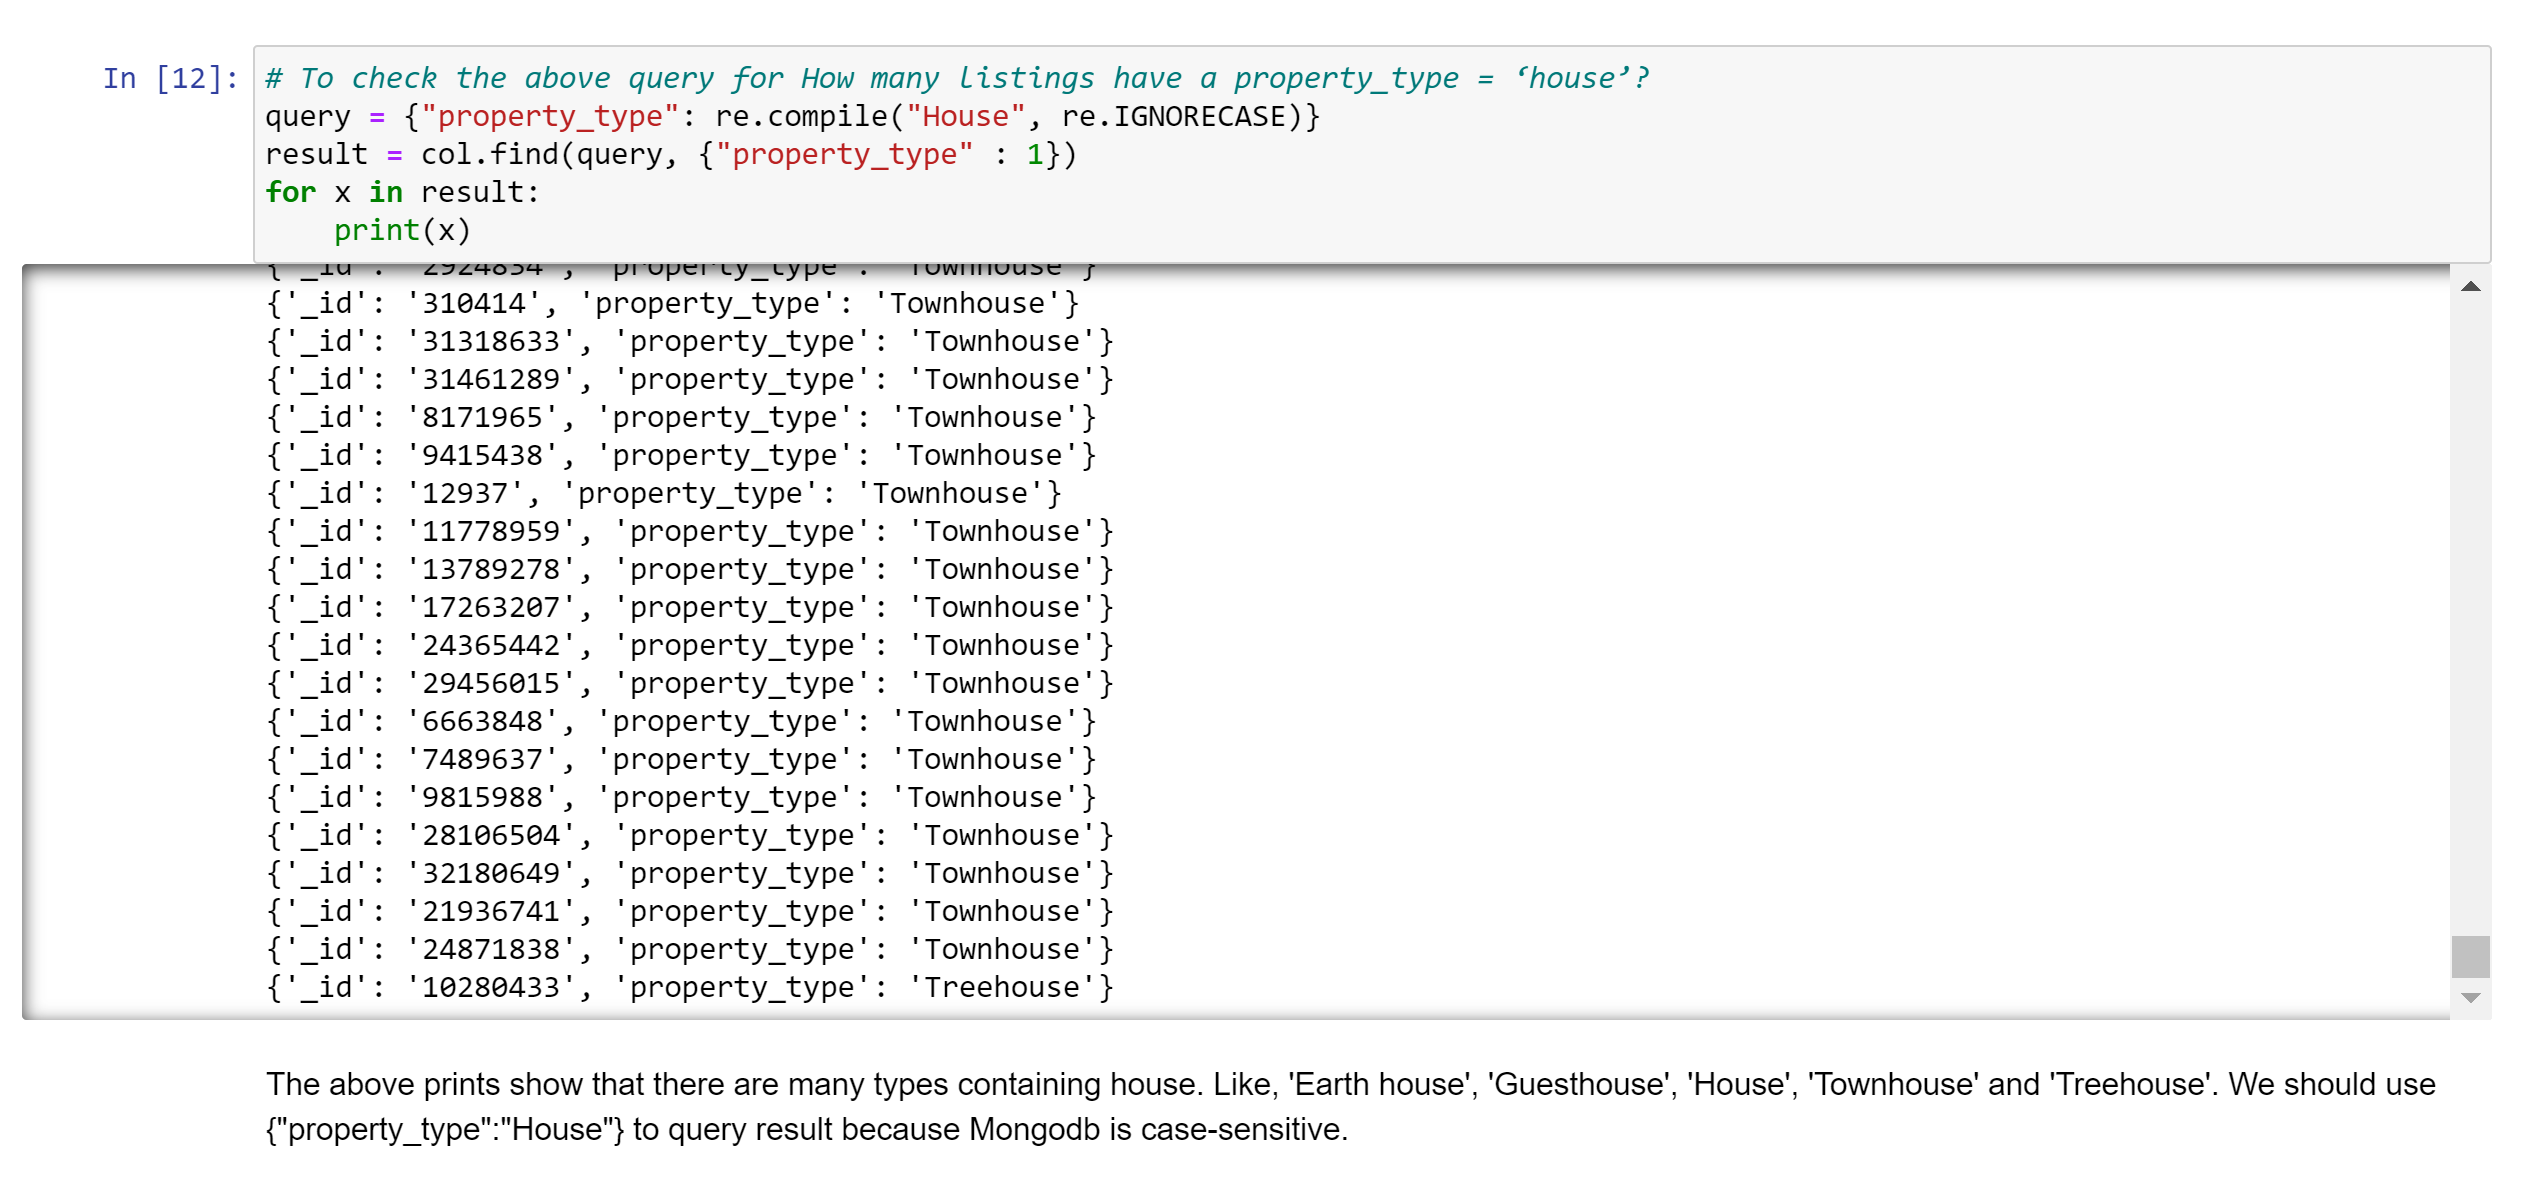 In [12]:
# To check the above query for How many listings have a property_type = ‘house’?
query = {"property_type": re.compile("House", re.IGNORECASE)}
result = col.find(query, {"property_type" : 1})
for x in result:
    print(x)
{'_id': '2924834', 'property_type': 'Townhouse'}
{'_id': '310414', 'property_type': 'Townhouse'}
{'_id': '31318633', 'property_type': 'Townhouse'}
{'_id': '31461289', 'property_type': 'Townhouse'}
{'_id': '8171965', 'property_type': 'Townhouse'}
{'_id': '9415438', 'property_type': 'Townhouse'}
{'_id': '12937', 'property_type': 'Townhouse'}
{'_id': '11778959', 'property_type': 'Townhouse'}
{'_id': '13789278', 'property_type': 'Townhouse'}
{'_id': '17263207', 'property_type': 'Townhouse'}
{'_id': '24365442', 'property_type': 'Townhouse'}
{'_id': '29456015', 'property_type': 'Townhouse'}
{'_id': '6663848', 'property_type': 'Townhouse'}
{'_id': '7489637', 'property_type': 'Townhouse'}
{'_id': '9815988', 'property_type': 'Townhouse'}
{'_id': '28106504', 'property_type': 'Townhouse'}
{'_id': '32180649', 'property_type': 'Townhouse'}
{'_id': '21936741', 'property_type': 'Townhouse'}
{'_id': '24871838', 'property_type': 'Townhouse'}
{'_id': '10280433', 'property_type': 'Treehouse'}
The above prints show that there are many types containing house. Like, 'Earth house', 'Guesthouse', 'House', 'Townhouse' and 'Treehouse'. We should use
{"property_type":"House"} to query result because Mongodb is case-sensitive.